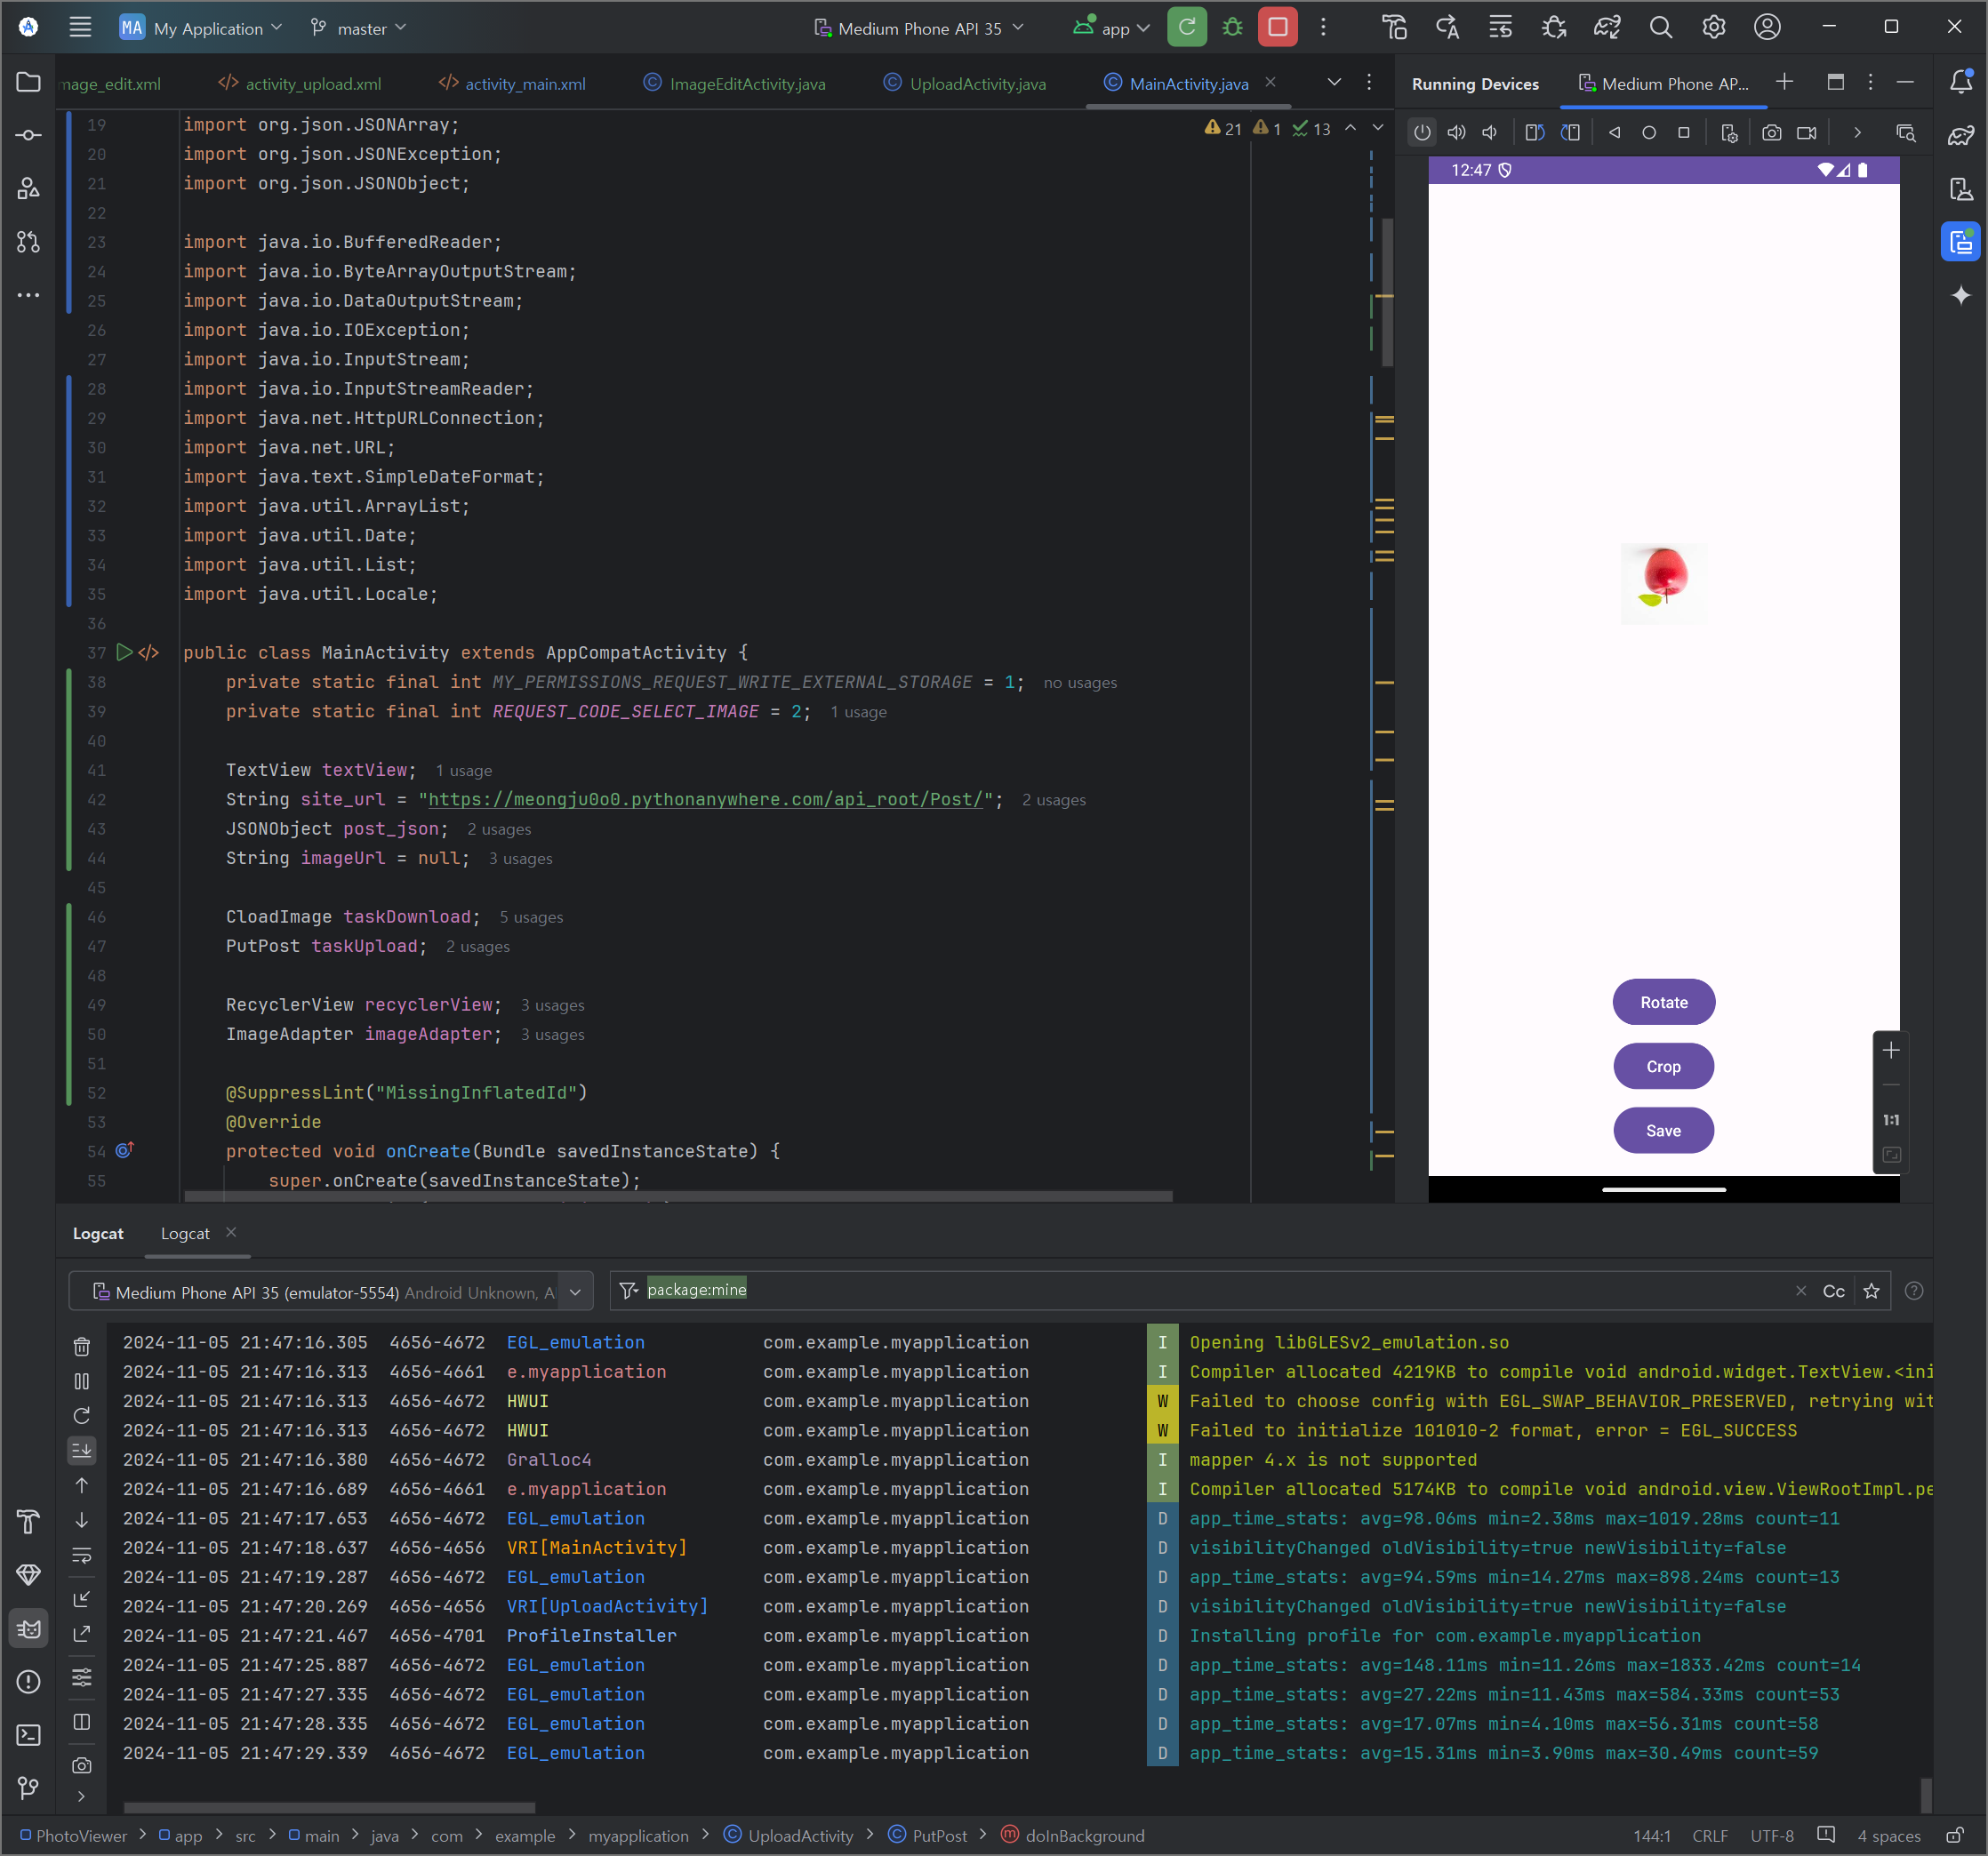 MA My Application master Medium Phone API 35 app
mage_edit.xml activity_upload.xml activity_main.xml ImageEditActivity.java UploadActivity.java MainActivity.java
Running Devices Medium Phone AP...
21 1 13
19 import org.json.JSONArray;
20 import org.json.JSONException;
21 import org.json.JSONObject;
22
23 import java.io.BufferedReader;
24 import java.io.ByteArrayOutputStream;
25 import java.io.DataOutputStream;
26 import java.io.IOException;
27 import java.io.InputStream;
28 import java.io.InputStreamReader;
29 import java.net.HttpURLConnection;
30 import java.net.URL;
31 import java.text.SimpleDateFormat;
32 import java.util.ArrayList;
33 import java.util.Date;
34 import java.util.List;
35 import java.util.Locale;
36
37 public class MainActivity extends AppCompatActivity {
38 private static final int MY_PERMISSIONS_REQUEST_WRITE_EXTERNAL_STORAGE = 1; no usages
39 private static final int REQUEST_CODE_SELECT_IMAGE = 2; 1 usage
40
41 TextView textView; 1 usage
42 String site_url = "https://meongju0o0.pythonanywhere.com/api_root/Post/"; 2 usages
43 JSONObject post_json; 2 usages
44 String imageUrl = null; 3 usages
45
46 CloadImage taskDownload; 5 usages
47 PutPost taskUpload; 2 usages
48
49 RecyclerView recyclerView; 3 usages
50 ImageAdapter imageAdapter; 3 usages
51
52 @SuppressLint("MissingInflatedId")
53 @Override
54 protected void onCreate(Bundle savedInstanceState) {
55 super.onCreate(savedInstanceState);
12:47
Rotate
Crop
Save
1:1
Logcat Logcat
Medium Phone API 35 (emulator-5554) Android Unknown, A
package:mine
Cc
2024-11-05 21:47:16.305 4656-4672 EGL_emulation com.example.myapplication I Opening libGLESv2_emulation.so
2024-11-05 21:47:16.313 4656-4661 e.myapplication com.example.myapplication I Compiler allocated 4219KB to compile void android.widget.TextView.<ini
2024-11-05 21:47:16.313 4656-4672 HWUI com.example.myapplication W Failed to choose config with EGL_SWAP_BEHAVIOR_PRESERVED, retrying wit
2024-11-05 21:47:16.313 4656-4672 HWUI com.example.myapplication W Failed to initialize 101010-2 format, error = EGL_SUCCESS
2024-11-05 21:47:16.380 4656-4672 Gralloc4 com.example.myapplication I mapper 4.x is not supported
2024-11-05 21:47:16.689 4656-4661 e.myapplication com.example.myapplication I Compiler allocated 5174KB to compile void android.view.ViewRootImpl.pe
2024-11-05 21:47:17.653 4656-4672 EGL_emulation com.example.myapplication D app_time_stats: avg=98.06ms min=2.38ms max=1019.28ms count=11
2024-11-05 21:47:18.637 4656-4656 VRI[MainActivity] com.example.myapplication D visibilityChanged oldVisibility=true newVisibility=false
2024-11-05 21:47:19.287 4656-4672 EGL_emulation com.example.myapplication D app_time_stats: avg=94.59ms min=14.27ms max=898.24ms count=13
2024-11-05 21:47:20.269 4656-4656 VRI[UploadActivity] com.example.myapplication D visibilityChanged oldVisibility=true newVisibility=false
2024-11-05 21:47:21.467 4656-4701 ProfileInstaller com.example.myapplication D Installing profile for com.example.myapplication
2024-11-05 21:47:25.887 4656-4672 EGL_emulation com.example.myapplication D app_time_stats: avg=148.11ms min=11.26ms max=1833.42ms count=14
2024-11-05 21:47:27.335 4656-4672 EGL_emulation com.example.myapplication D app_time_stats: avg=27.22ms min=11.43ms max=584.33ms count=53
2024-11-05 21:47:28.335 4656-4672 EGL_emulation com.example.myapplication D app_time_stats: avg=17.07ms min=4.10ms max=56.31ms count=58
2024-11-05 21:47:29.339 4656-4672 EGL_emulation com.example.myapplication D app_time_stats: avg=15.31ms min=3.90ms max=30.49ms count=59
PhotoViewer > app > src > main > java > com > example > myapplication > UploadActivity > PutPost > doInBackground 144:1 CRLF UTF-8 4 spaces